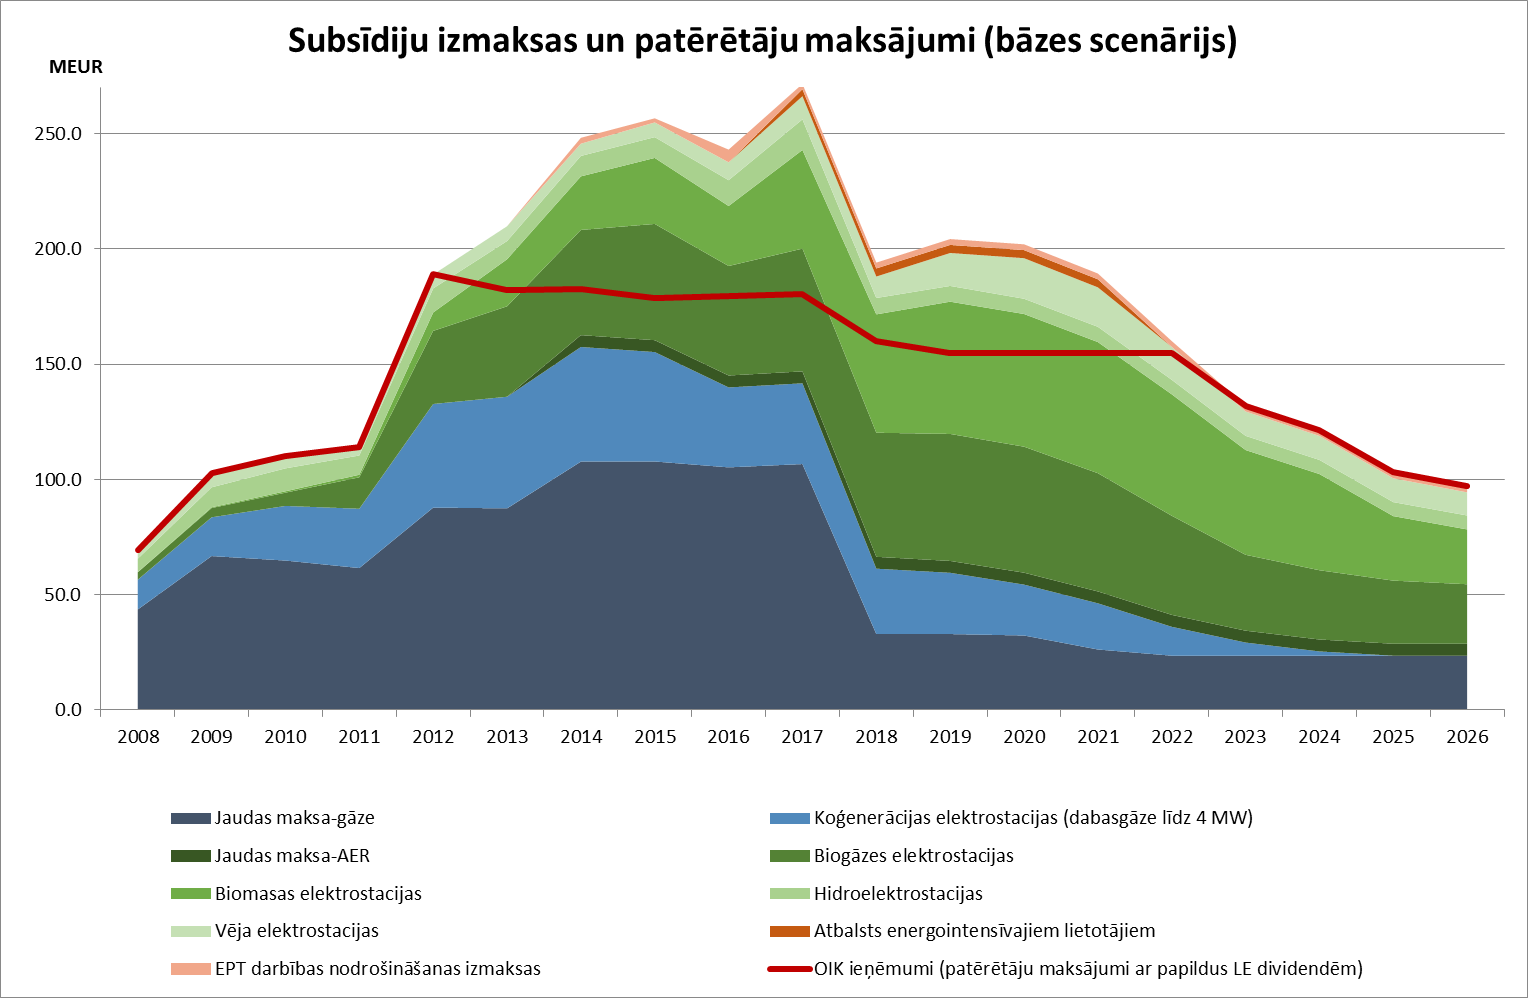 Subsīdiju izmaksas un patērētāju maksājumi (bāzes scenārijs)
MEUR
250.0
200.0
150.0
100.0
50.0
0.0
2008 2009 2010 2011 2012 2013 2014 2015 2016 2017 2018 2019 2020 2021 2022 2023 2024 2025 2026
Jaudas maksa-gāze
Koģenerācijas elektrostacijas (dabasgāze līdz 4 MW)
Jaudas maksa-AER
Biogāzes elektrostacijas
Biomasas elektrostacijas
Hidroelektrostacijas
Vēja elektrostacijas
Atbalsts energointensīvajiem lietotājiem
EPT darbības nodrošināšanas izmaksas
OIK ieņēmumi (patērētāju maksājumi ar papildus LE dividendēm)